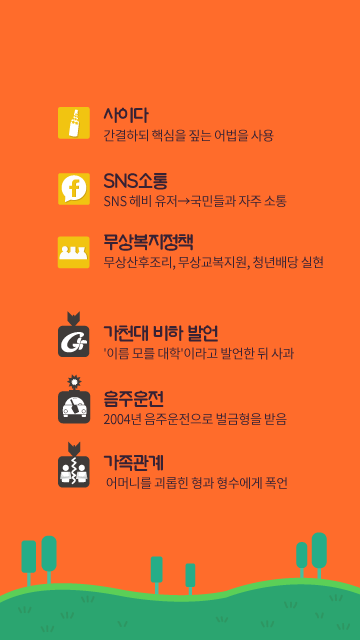 사이다
간결하되 핵심을 짚는 어법을 사용
SNS소통
SNS 헤비 유저→국민들과 자주 소통
무상복지정책
무상산후조리, 무상교복지원, 청년배당 실현
가천대 비하 발언
'이름 모를 대학'이라고 발언한 뒤 사과
음주운전
2004년 음주운전으로 벌금형을 받음
가족관계
어머니를 괴롭힌 형과 형수에게 폭언